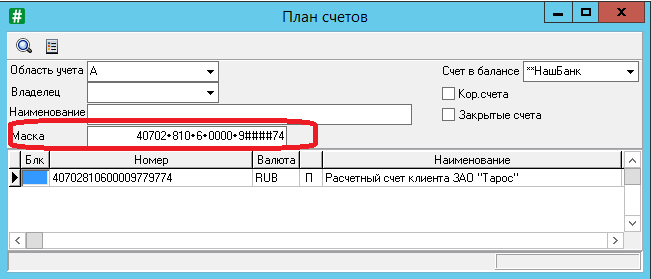 План счетов
Область учета A Счет в балансе **НашБанк
Владелец Кор.счета
Наименование Закрытые счета
Маска 40702•810•6•0000•9####74
Блк Номер Валюта Наименование
40702810600009779774 RUB П Расчетный счет клиента ЗАО "Тарос"